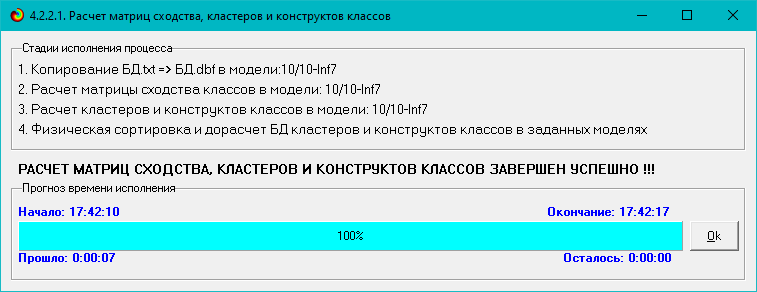 4.2.2.1. Расчет матриц сходства, кластеров и конструктов классов
Стадии исполнения процесса
1. Копирование БД.txt => БД.dbf в модели:10/10-Inf7
2. Расчет матрицы сходства классов в модели: 10/10-Inf7
3. Расчет кластеров и конструктов классов в модели: 10/10-Inf7
4. Физическая сортировка и дорасчет БД кластеров и конструктов классов в заданных моделях
РАСЧЕТ МАТРИЦ СХОДСТВА, КЛАСТЕРОВ И КОНСТРУКТОВ КЛАССОВ ЗАВЕРШЕН УСПЕШНО !!!
Прогноз времени исполнения
Начало: 17:42:10 Окончание: 17:42:17
100% Ok
Прошло: 0:00:07 Осталось: 0:00:00